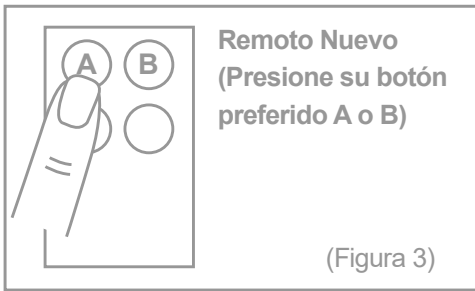 A B
Remoto Nuevo
(Presione su botón
preferido A o B)
(Figura 3)